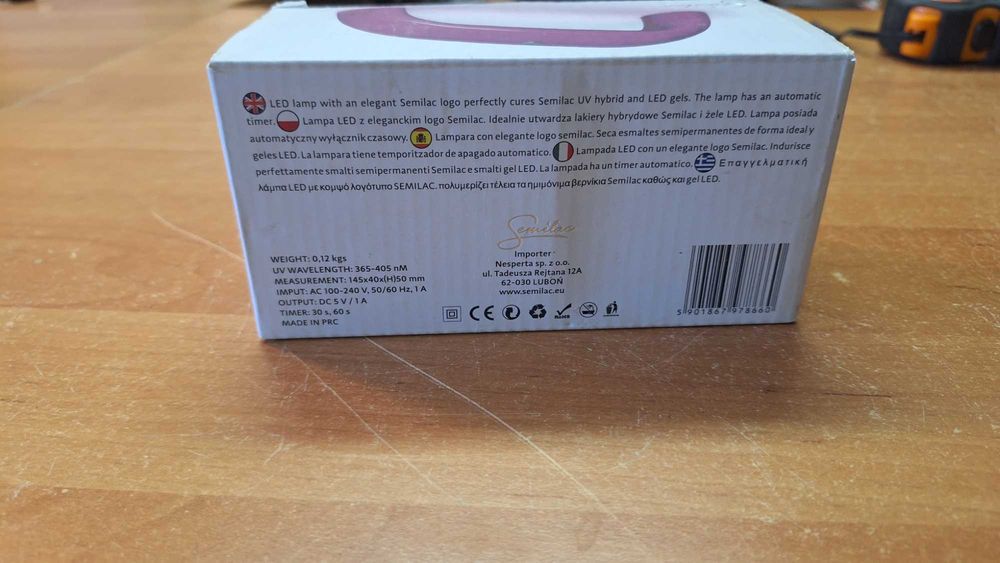 LED lamp with an elegant Semilac logo perfectly cures Semilac UV hybrid and LED gels. The lamp has an automatic
timer. Lampa LED z eleganckim logo Semilac. Idealnie utwardza lakiery hybrydowe Semilac i żele LED. Lampa posiada
automatyczny wyłącznik czasowy. Lampara con elegante logo semilac. Seca esmaltes semipermanentes de forma ideal y
geles LED. La lampara tiene temporitzador de apagado automatico. Lampada LED con un elegante logo Semilac. Indurisce
perfettamente smalti semipermanenti Semilac e smalti gel LED. La lampada ha un timer automatico. Επαγγελματική
λάμπα LED με κομψό λογότυπο SEMILAC. πολυμερίζει τέλεια τα ημιμόνιμα βερνίκια Semilac καθώς και gel LED.
Semilac
Importer:
Nesperta sp. z o.o.
ul. Tadeusza Rejtana 12A
62-030 LUBOŃ
www.semilac.eu
WEIGHT: 0,12 kgs
UV WAVELENGTH: 365-405 nM
MEASUREMENT: 145x40x(H)50 mm
IMPUT: AC 100-240 V, 50/60 Hz, 1 A
OUTPUT: DC 5 V / 1 A
TIMER: 30 s, 60 s
MADE IN PRC
CE
RoHS
5 901867 978660